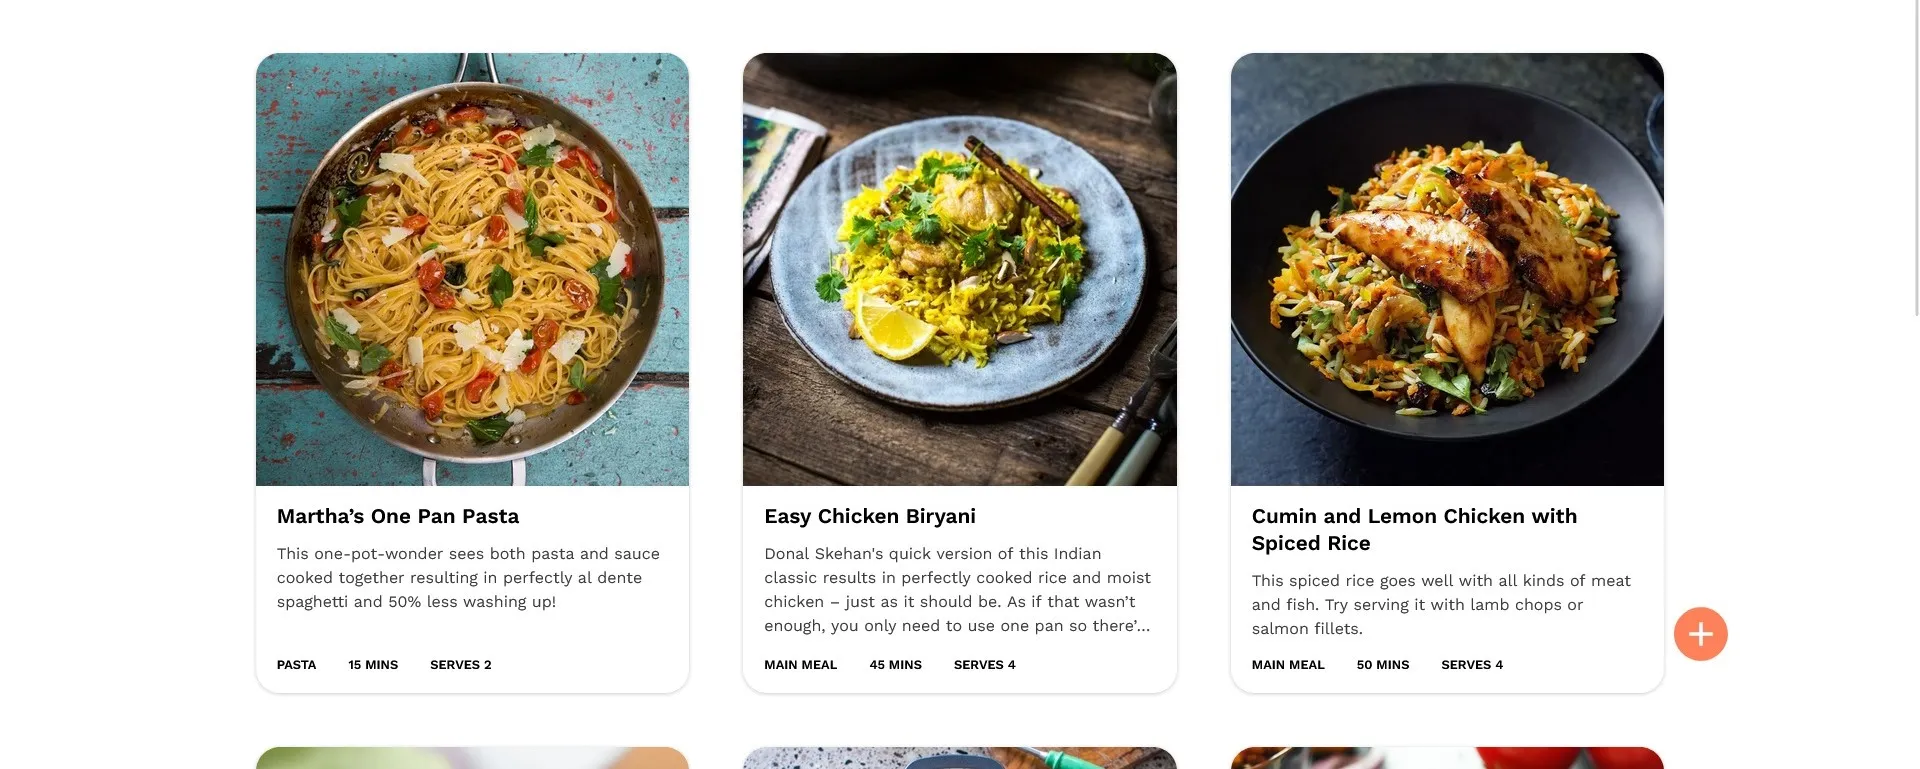 Martha’s One Pan Pasta
This one-pot-wonder sees both pasta and sauce
cooked together resulting in perfectly al dente
spaghetti and 50% less washing up!
PASTA 15 MINS SERVES 2
Easy Chicken Biryani
Donal Skehan's quick version of this Indian
classic results in perfectly cooked rice and moist
chicken – just as it should be. As if that wasn’t
enough, you only need to use one pan so there’...
MAIN MEAL 45 MINS SERVES 4
Cumin and Lemon Chicken with
Spiced Rice
This spiced rice goes well with all kinds of meat
and fish. Try serving it with lamb chops or
salmon fillets.
MAIN MEAL 50 MINS SERVES 4